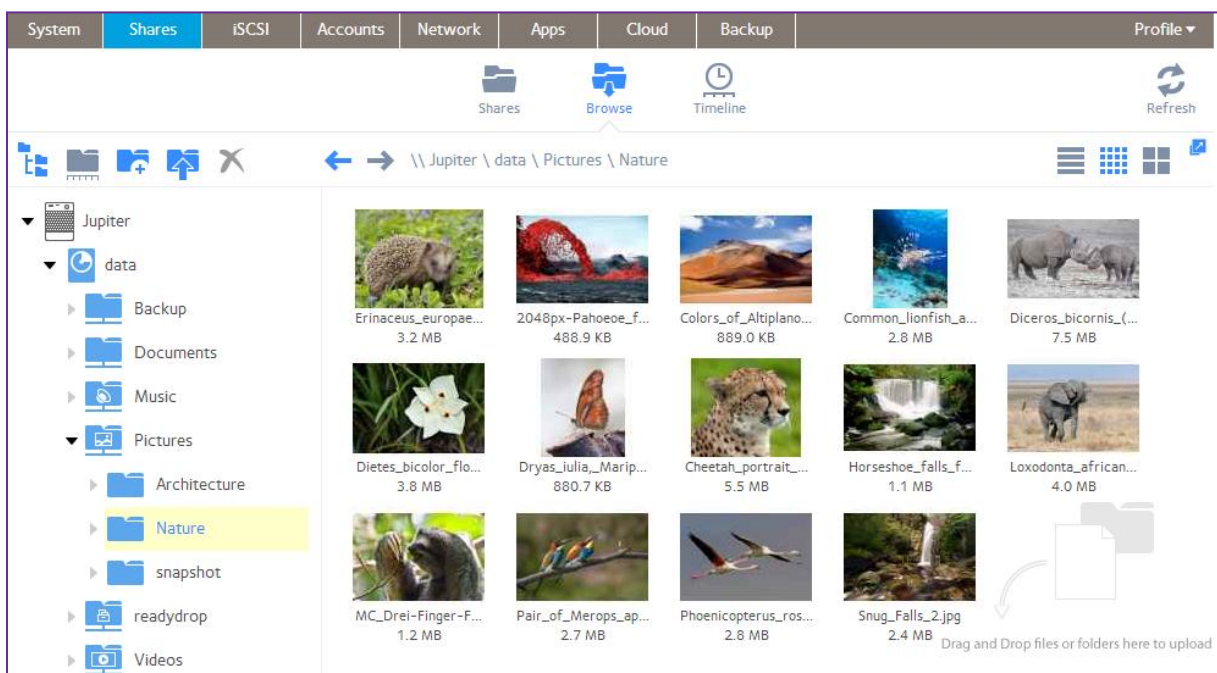 System Shares iSCSI Accounts Network Apps Cloud Backup Profile
Shares Browse Timeline Refresh
\\ Jupiter \ data \ Pictures \ Nature
Jupiter
data
Backup
Documents
Music
Pictures
Architecture
Nature
snapshot
readydrop
Videos
Erinaceus_europae... 2048px-Pahoeoe_f... Colors_of_Altiplano... Common_lionfish_a... Diceros_bicornis_(...
3.2 MB 488.9 KB 889.0 KB 2.8 MB 7.5 MB
Dietes_bicolor_flo... Dryas_iulia,_Marip... Cheetah_portrait_... Horseshoe_falls_f... Loxodonta_african...
3.8 MB 880.7 KB 5.5 MB 1.1 MB 4.0 MB
MC_Drei-Finger-F... Pair_of_Merops_ap... Phoenicopterus_ros... Snug_Falls_2.jpg
1.2 MB 2.7 MB 2.8 MB 2.4 MB
Drag and Drop files or folders here to upload